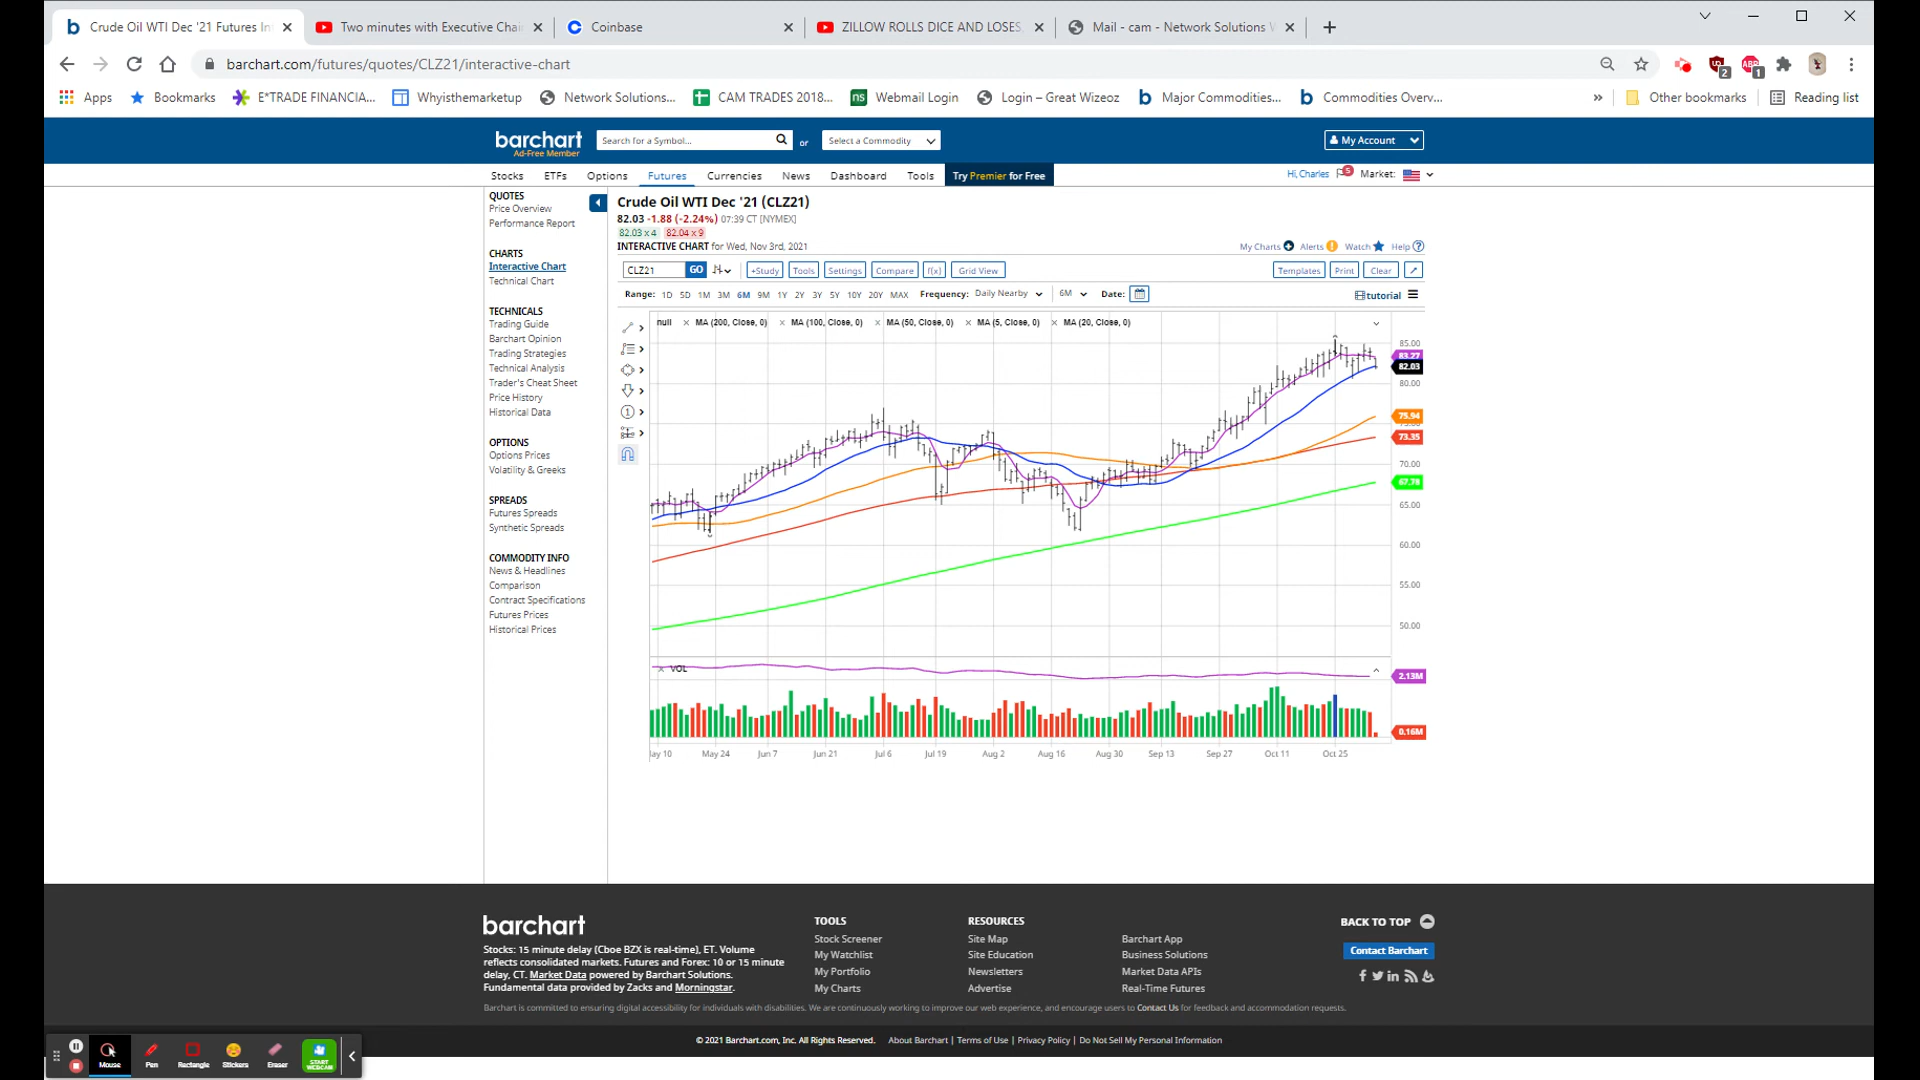 Crude Oil WTI Dec '21 Futures In
Two minutes with Executive Chai
Coinbase
ZILLOW ROLLS DICE AND LOSES,
Mail - cam - Network Solutions
barchart.com/futures/quotes/CLZ21/interactive-chart
2
ABP
1
Apps
Bookmarks
E*TRADE FINANCIA...
Whyisthemarketup
Network Solutions...
CAM TRADES 2018...
ns Webmail Login
Login – Great Wizeoz
Major Commodities...
Commodities Overv...
»
Other bookmarks
Reading list
barchart
Ad-Free Member
Search for a Symbol...
or
Select a Commodity
My Account
Stocks ETFs Options Futures Currencies News Dashboard Tools Try Premier for Free
Hi, Charles
5
Market:
QUOTES
Price Overview
Performance Report
CHARTS
Interactive Chart
Technical Chart
TECHNICALS
Trading Guide
Barchart Opinion
Trading Strategies
Technical Analysis
Trader's Cheat Sheet
Price History
Historical Data
OPTIONS
Options Prices
Volatility & Greeks
SPREADS
Futures Spreads
Synthetic Spreads
COMMODITY INFO
News & Headlines
Comparison
Contract Specifications
Futures Prices
Historical Prices
Crude Oil WTI Dec '21 (CLZ21)
82.03 -1.88 (-2.24%) 07:39 CT [NYMEX]
82.03 x 4 82.04 x 9
INTERACTIVE CHART for Wed, Nov 3rd, 2021
My Charts Alerts Watch Help
CLZ21 GO +Study Tools Settings Compare f(x) Grid View
Templates Print Clear
Range: 1D 5D 1M 3M 6M 9M 1Y 2Y 3Y 5Y 10Y 20Y MAX Frequency: Daily Nearby 6M Date:
tutorial
null × MA (200, Close, 0) × MA (100, Close, 0) × MA (50, Close, 0) × MA (5, Close, 0) × MA (20, Close, 0)
85.00
83.27
82.03
80.00
75.94
73.35
70.00
67.78
65.00
60.00
55.00
50.00
× VOL
2.13M
0.16M
May 24 Jun 7 Jun 21 Jul 6 Jul 19 Aug 2 Aug 16 Aug 30 Sep 13 Sep 27 Oct 11 Oct 25
barchart
Stocks: 15 minute delay (Cboe BZX is real-time), ET. Volume
reflects consolidated markets. Futures and Forex: 10 or 15 minute
delay, CT. Market Data powered by Barchart Solutions.
Fundamental data provided by Zacks and Morningstar.
TOOLS
Stock Screener
My Watchlist
My Portfolio
My Charts
RESOURCES
Site Map
Site Education
Newsletters
Advertise
Barchart App
Business Solutions
Market Data APIs
Real-Time Futures
BACK TO TOP
Contact Barchart
Barchart is committed to ensuring digital accessibility for individuals with disabilities. We are continuously working to improve our web experience, and encourage users to Contact Us for feedback and accommodation requests.
© 2021 Barchart.com, Inc. All Rights Reserved. About Barchart | Terms of Use | Privacy Policy | Do Not Sell My Personal Information
Mouse
Pen
Rectangle
Stickers
Eraser
START
WEBCAM